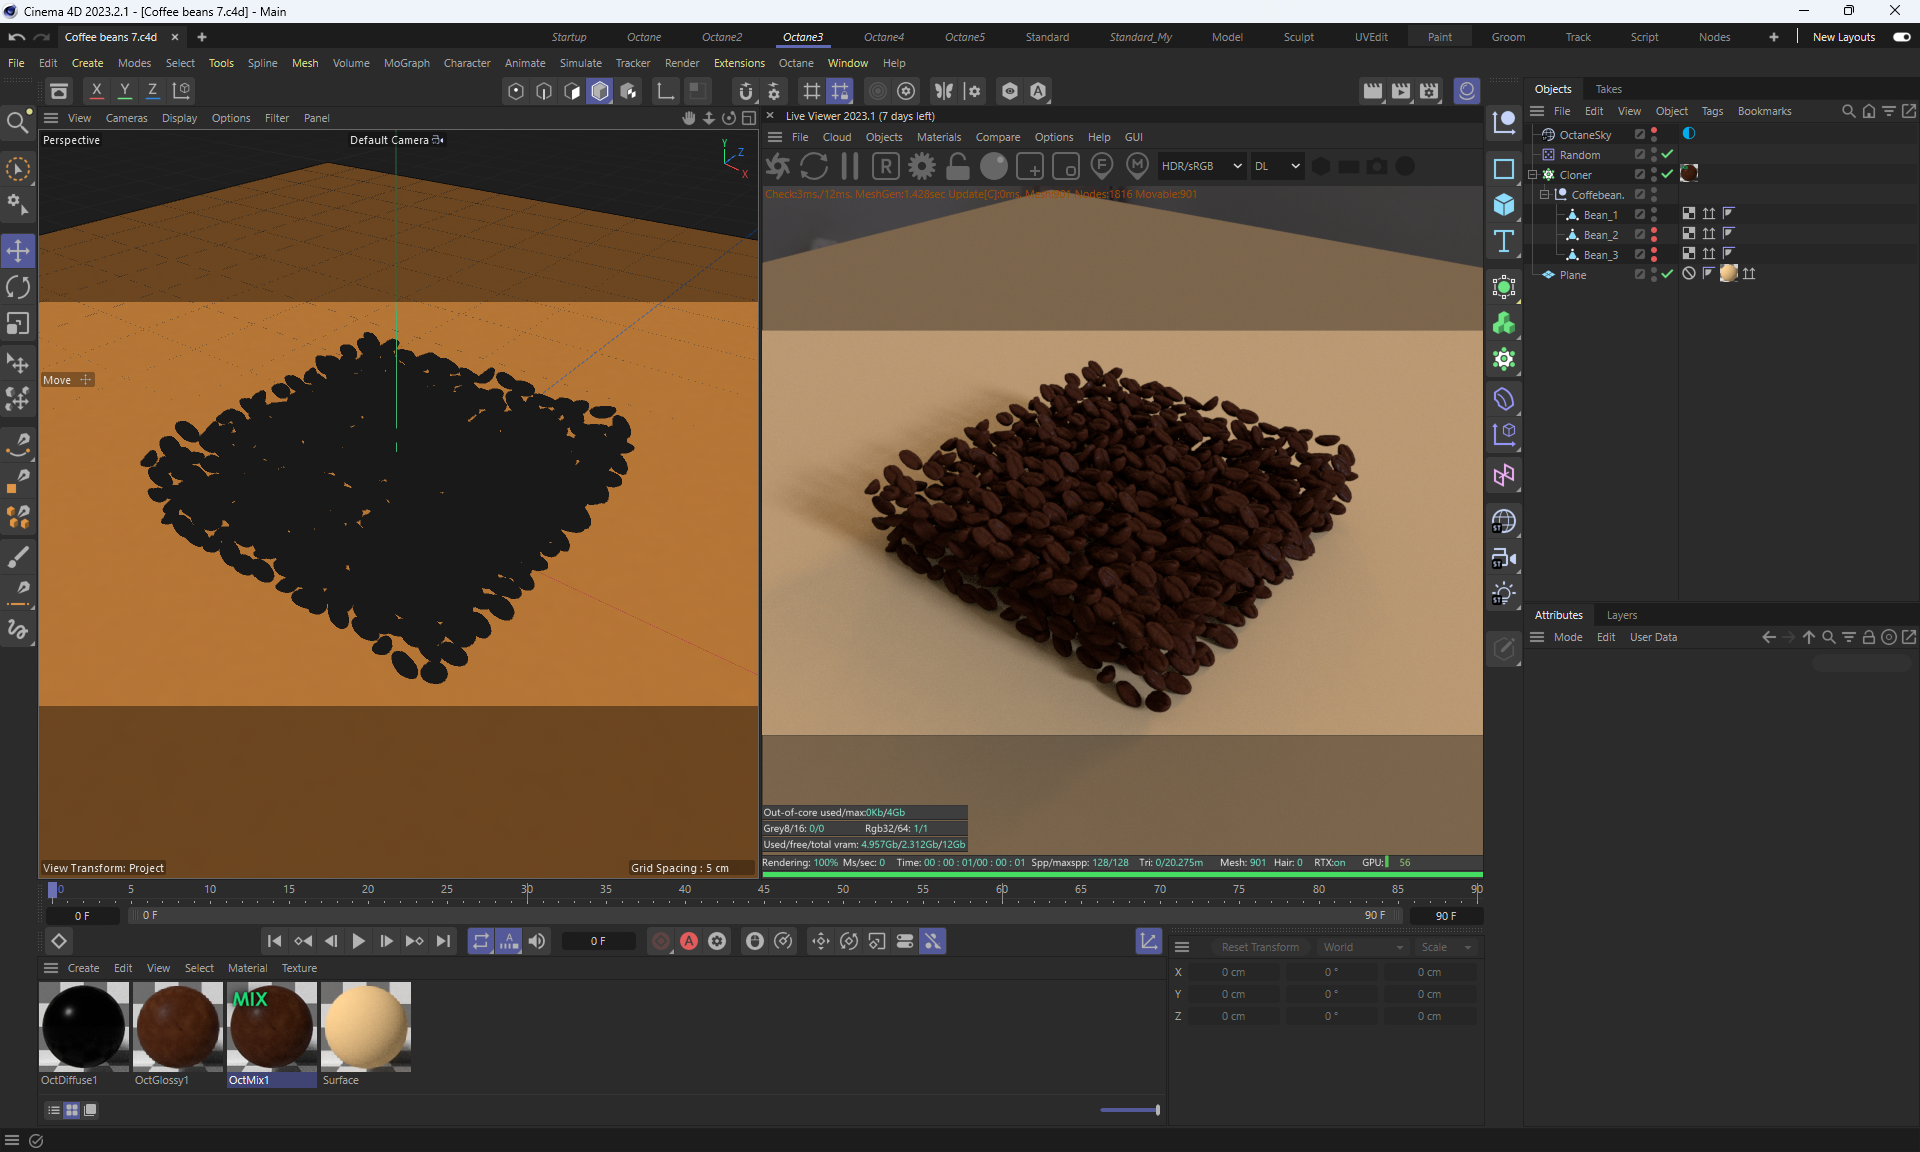 Cinema 4D 2023.2.1 - [Coffee beans 7.c4d] - Main
Coffee beans 7.c4d
Startup Octane Octane2 Octane3 Octane4 Octane5 Standard Standard_My Model Sculpt UVEdit Paint Groom Track Script Nodes New Layouts
File Edit Create Modes Select Tools Spline Mesh Volume MoGraph Character Animate Simulate Tracker Render Extensions Octane Window Help
X Y Z
Objects Takes
File Edit View Object Tags Bookmarks
View Cameras Display Options Filter Panel
Live Viewer 2023.1 (7 days left)
File Cloud Objects Materials Compare Options Help GUI
Perspective
Default Camera
Y
Z
X
R
F
M
HDR/sRGB
DL
Check:3ms./12ms. MeshGen:1.428sec Update[C]:0ms. Nodes:1816 Movable:901
OctaneSky
Random
Cloner
Coffebean.
Bean_1
Bean_2
Bean_3
Plane
Move
Attributes Layers
Mode Edit User Data
Out-of-core used/max:0Kb/4Gb
Grey8/16: 0/0 Rgb32/64: 1/1
Used/free/total vram: 4.957Gb/2.312Gb/12Gb
Rendering: 100% Ms/sec: 0 Time: 00 : 00 : 01/00 : 00 : 01 Spp/maxspp: 128/128 Tri: 0/20.275m Mesh: 901 Hair: 0 RTX:on GPU: 56
View Transform: Project
Grid Spacing : 5 cm
0 5 10 15 20 25 30 35 40 45 50 55 60 65 70 75 80 85 90
0 F
0 F
90 F
90 F
0 F
Reset Transform World Scale
Create Edit View Select Material Texture
X 0 cm 0 ° 0 cm
Y 0 cm 0 ° 0 cm
Z 0 cm 0 ° 0 cm
MIX
OctDiffuse1
OctGlossy1
OctMix1
Surface